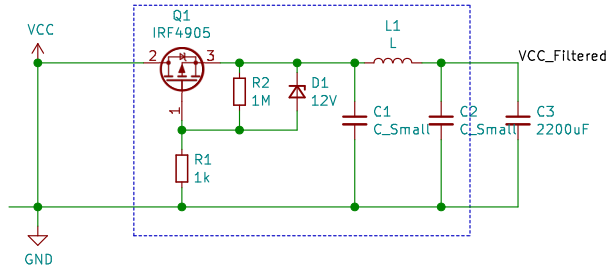 Q1
IRF4905
VCC
2
3
1
L1
L
VCC_Filtered
R2
1M
D1
12V
C1
C_Small
C2
C_Small
C3
2200uF
R1
1k
GND